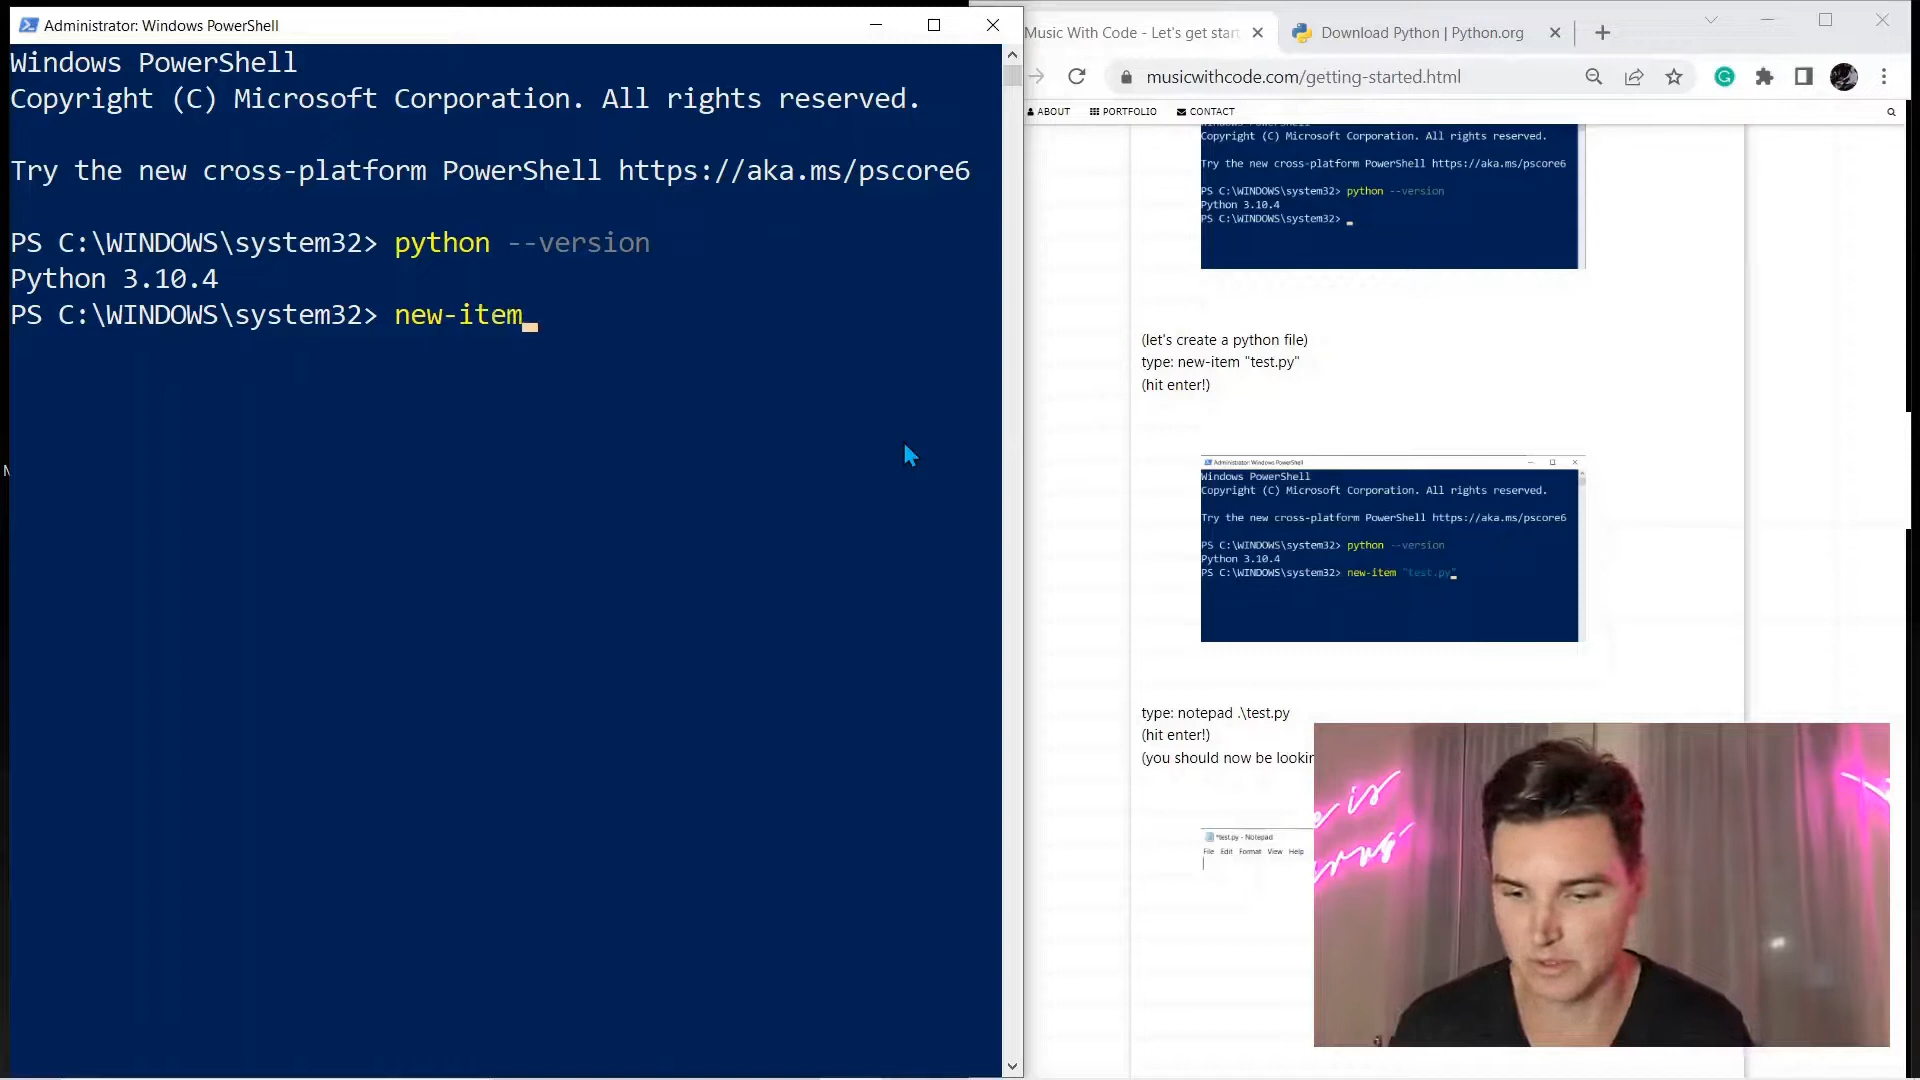 Administrator: Windows PowerShell
Windows PowerShell
Copyright (C) Microsoft Corporation. All rights reserved.
Try the new cross-platform PowerShell https://aka.ms/pscore6
PS C:\WINDOWS\system32> python --version
Python 3.10.4
PS C:\WINDOWS\system32> new-item
Music With Code - Let's get start
Download Python | Python.org
musicwithcode.com/getting-started.html
ABOUT PORTFOLIO CONTACT
Copyright (C) Microsoft Corporation. All rights reserved.
Try the new cross-platform PowerShell https://aka.ms/pscore6
PS C:\WINDOWS\system32> python --version
Python 3.10.4
PS C:\WINDOWS\system32>
(let's create a python file)
type: new-item "test.py"
(hit enter!)
Administrator: Windows PowerShell
Windows PowerShell
Copyright (C) Microsoft Corporation. All rights reserved.
Try the new cross-platform PowerShell https://aka.ms/pscore6
PS C:\WINDOWS\system32> python --version
Python 3.10.4
PS C:\WINDOWS\system32> new-item "test.py"
type: notepad .\test.py
(hit enter!)
(you should now be lookin
*test.py - Notepad
File Edit Format View Help
is